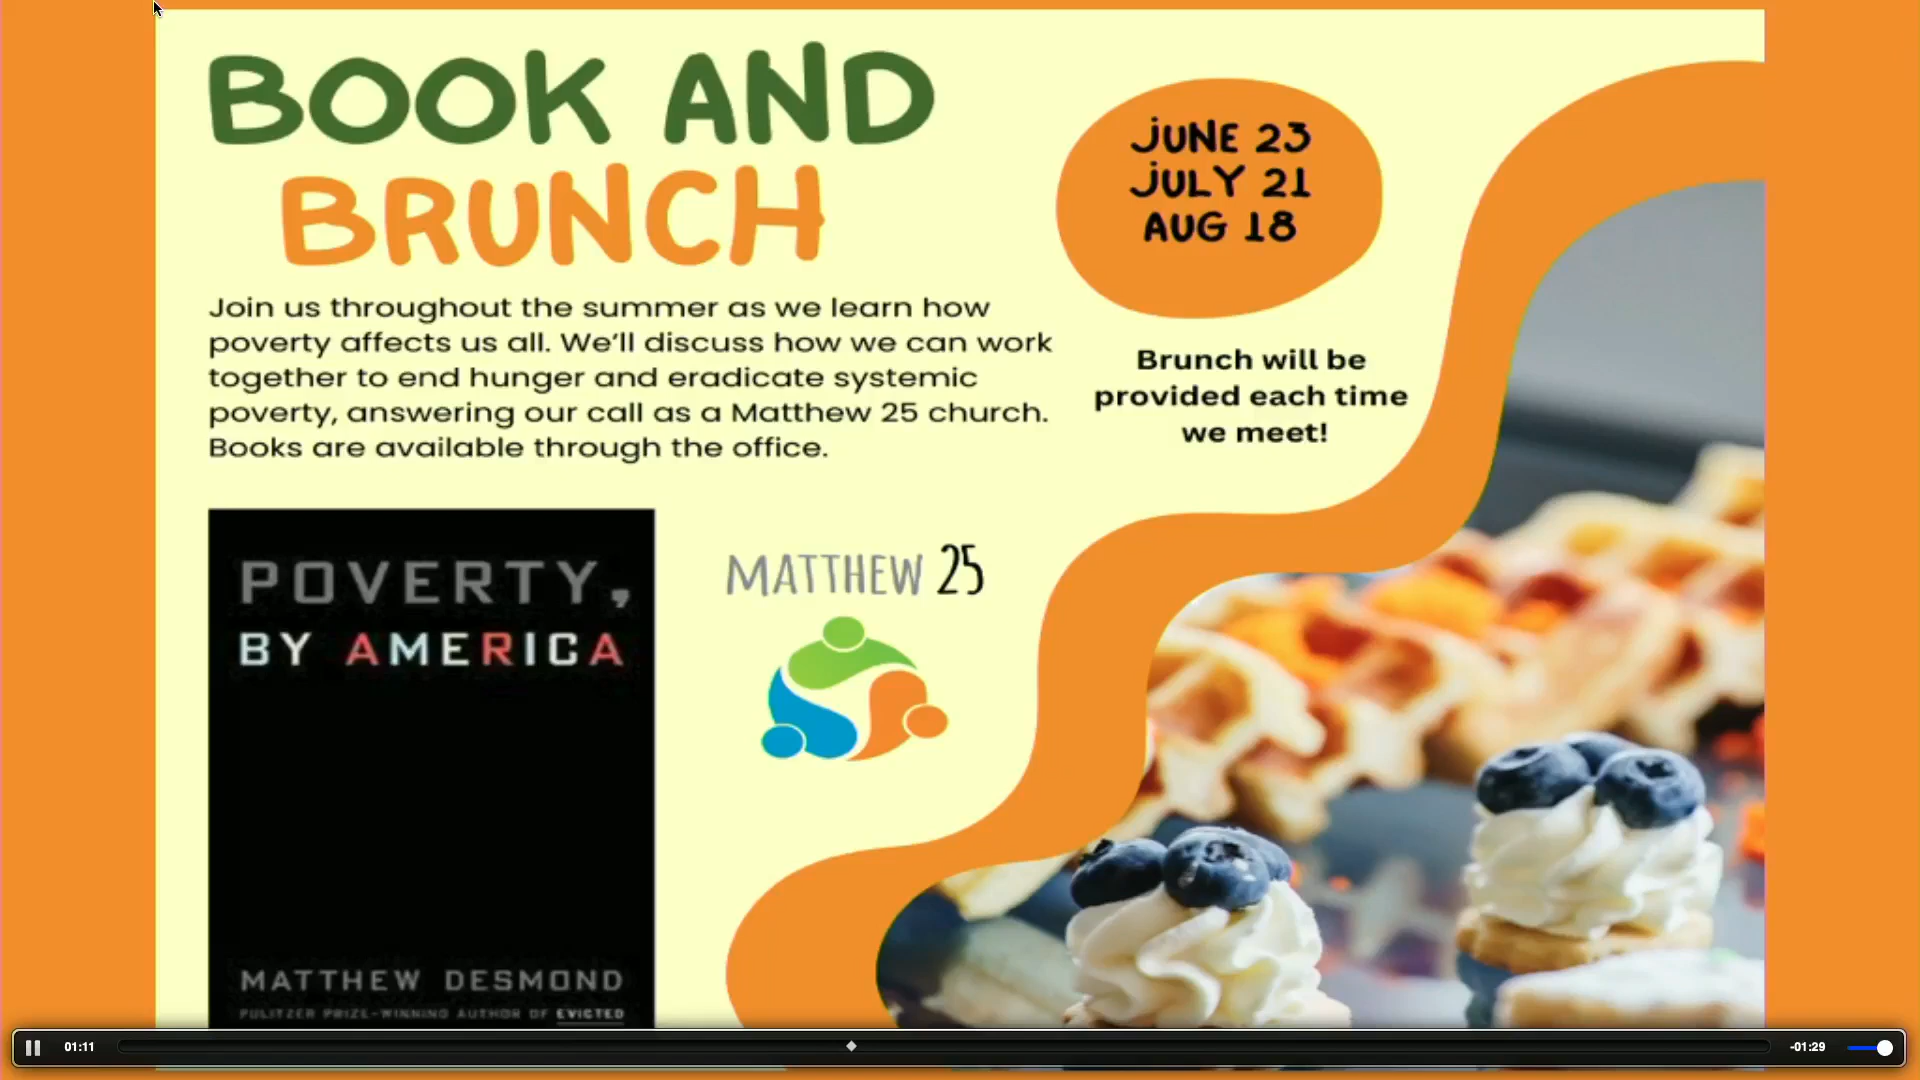 BOOK AND
BRUNCH
JUNE 23
JULY 21
AUG 18
Join us throughout the summer as we learn how
poverty affects us all. We'll discuss how we can work
together to end hunger and eradicate systemic
poverty, answering our call as a Matthew 25 church.
Books are available through the office.
Brunch will be
provided each time
we meet!
POVERTY,
BY AMERICA
MATTHEW DESMOND
PULITZER PRIZE-WINNING AUTHOR OF EVICTED
MATTHEW 25
01:11
-01:29